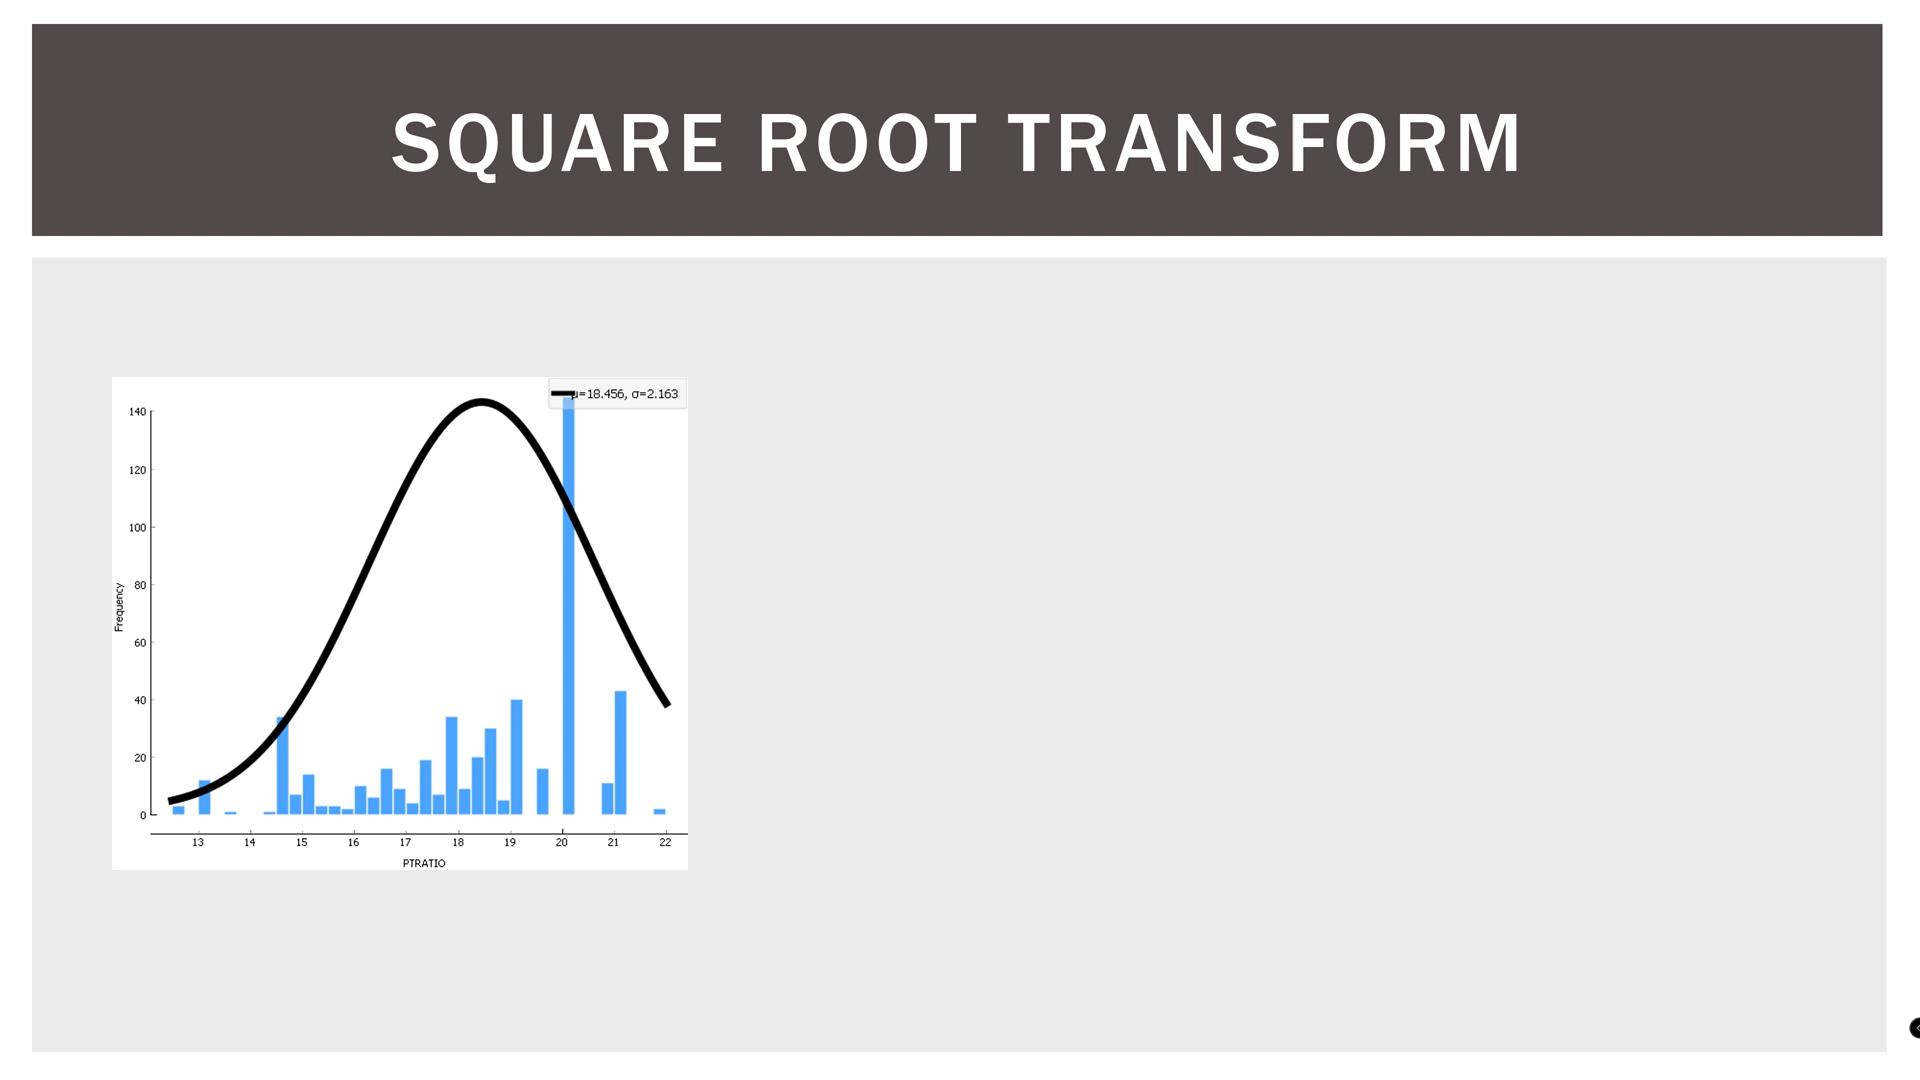 SQUARE ROOT TRANSFORM
μ=18.456, σ=2.163
140
120
100
80
60
40
20
0
Frequency
13 14 15 16 17 18 19 20 21 22
PTRATIO